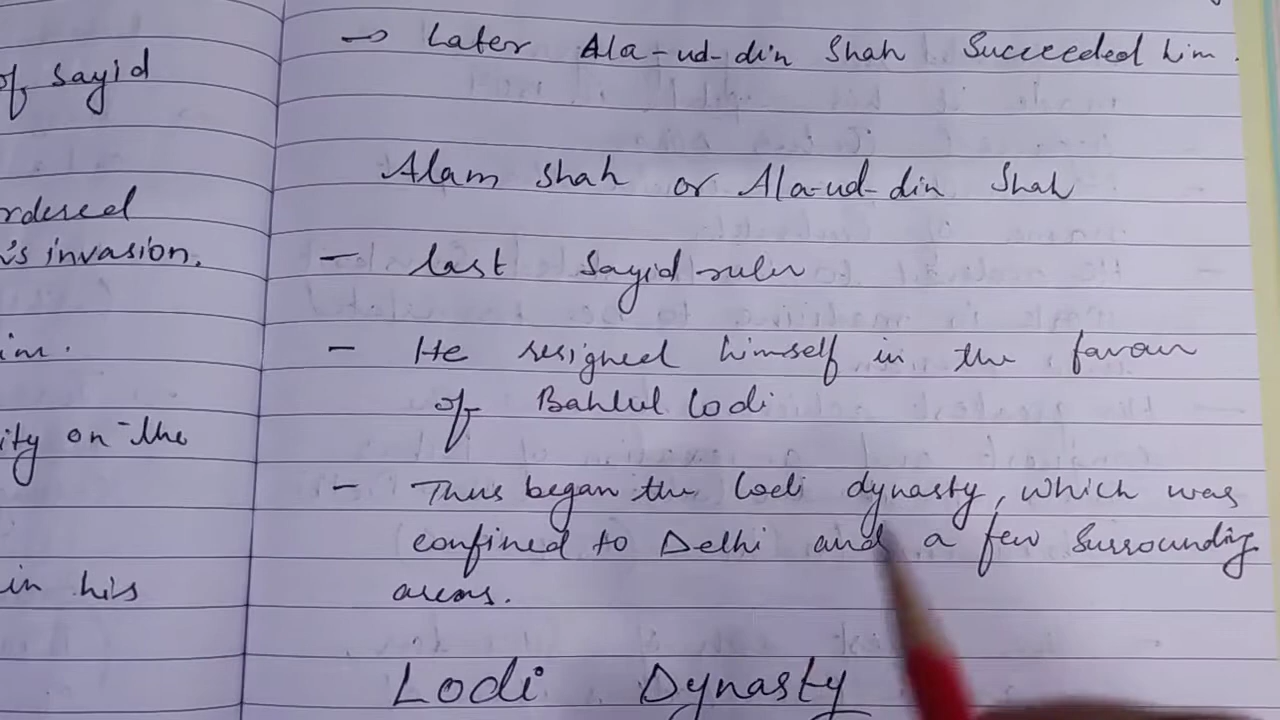 of Sayid
rdered
's invasion.
im.
ity on the
in his
→ Later Ala-ud-din Shah Succeeded him.
Alam Shah or Ala-ud-din Shah
- last Sayid ruler
- He resigned himself in the favour
of Bahlul Lodi
- Thus began the Lodi dynasty, which was
confined to Delhi and a few surrounding
areas.
Lodi Dynasty